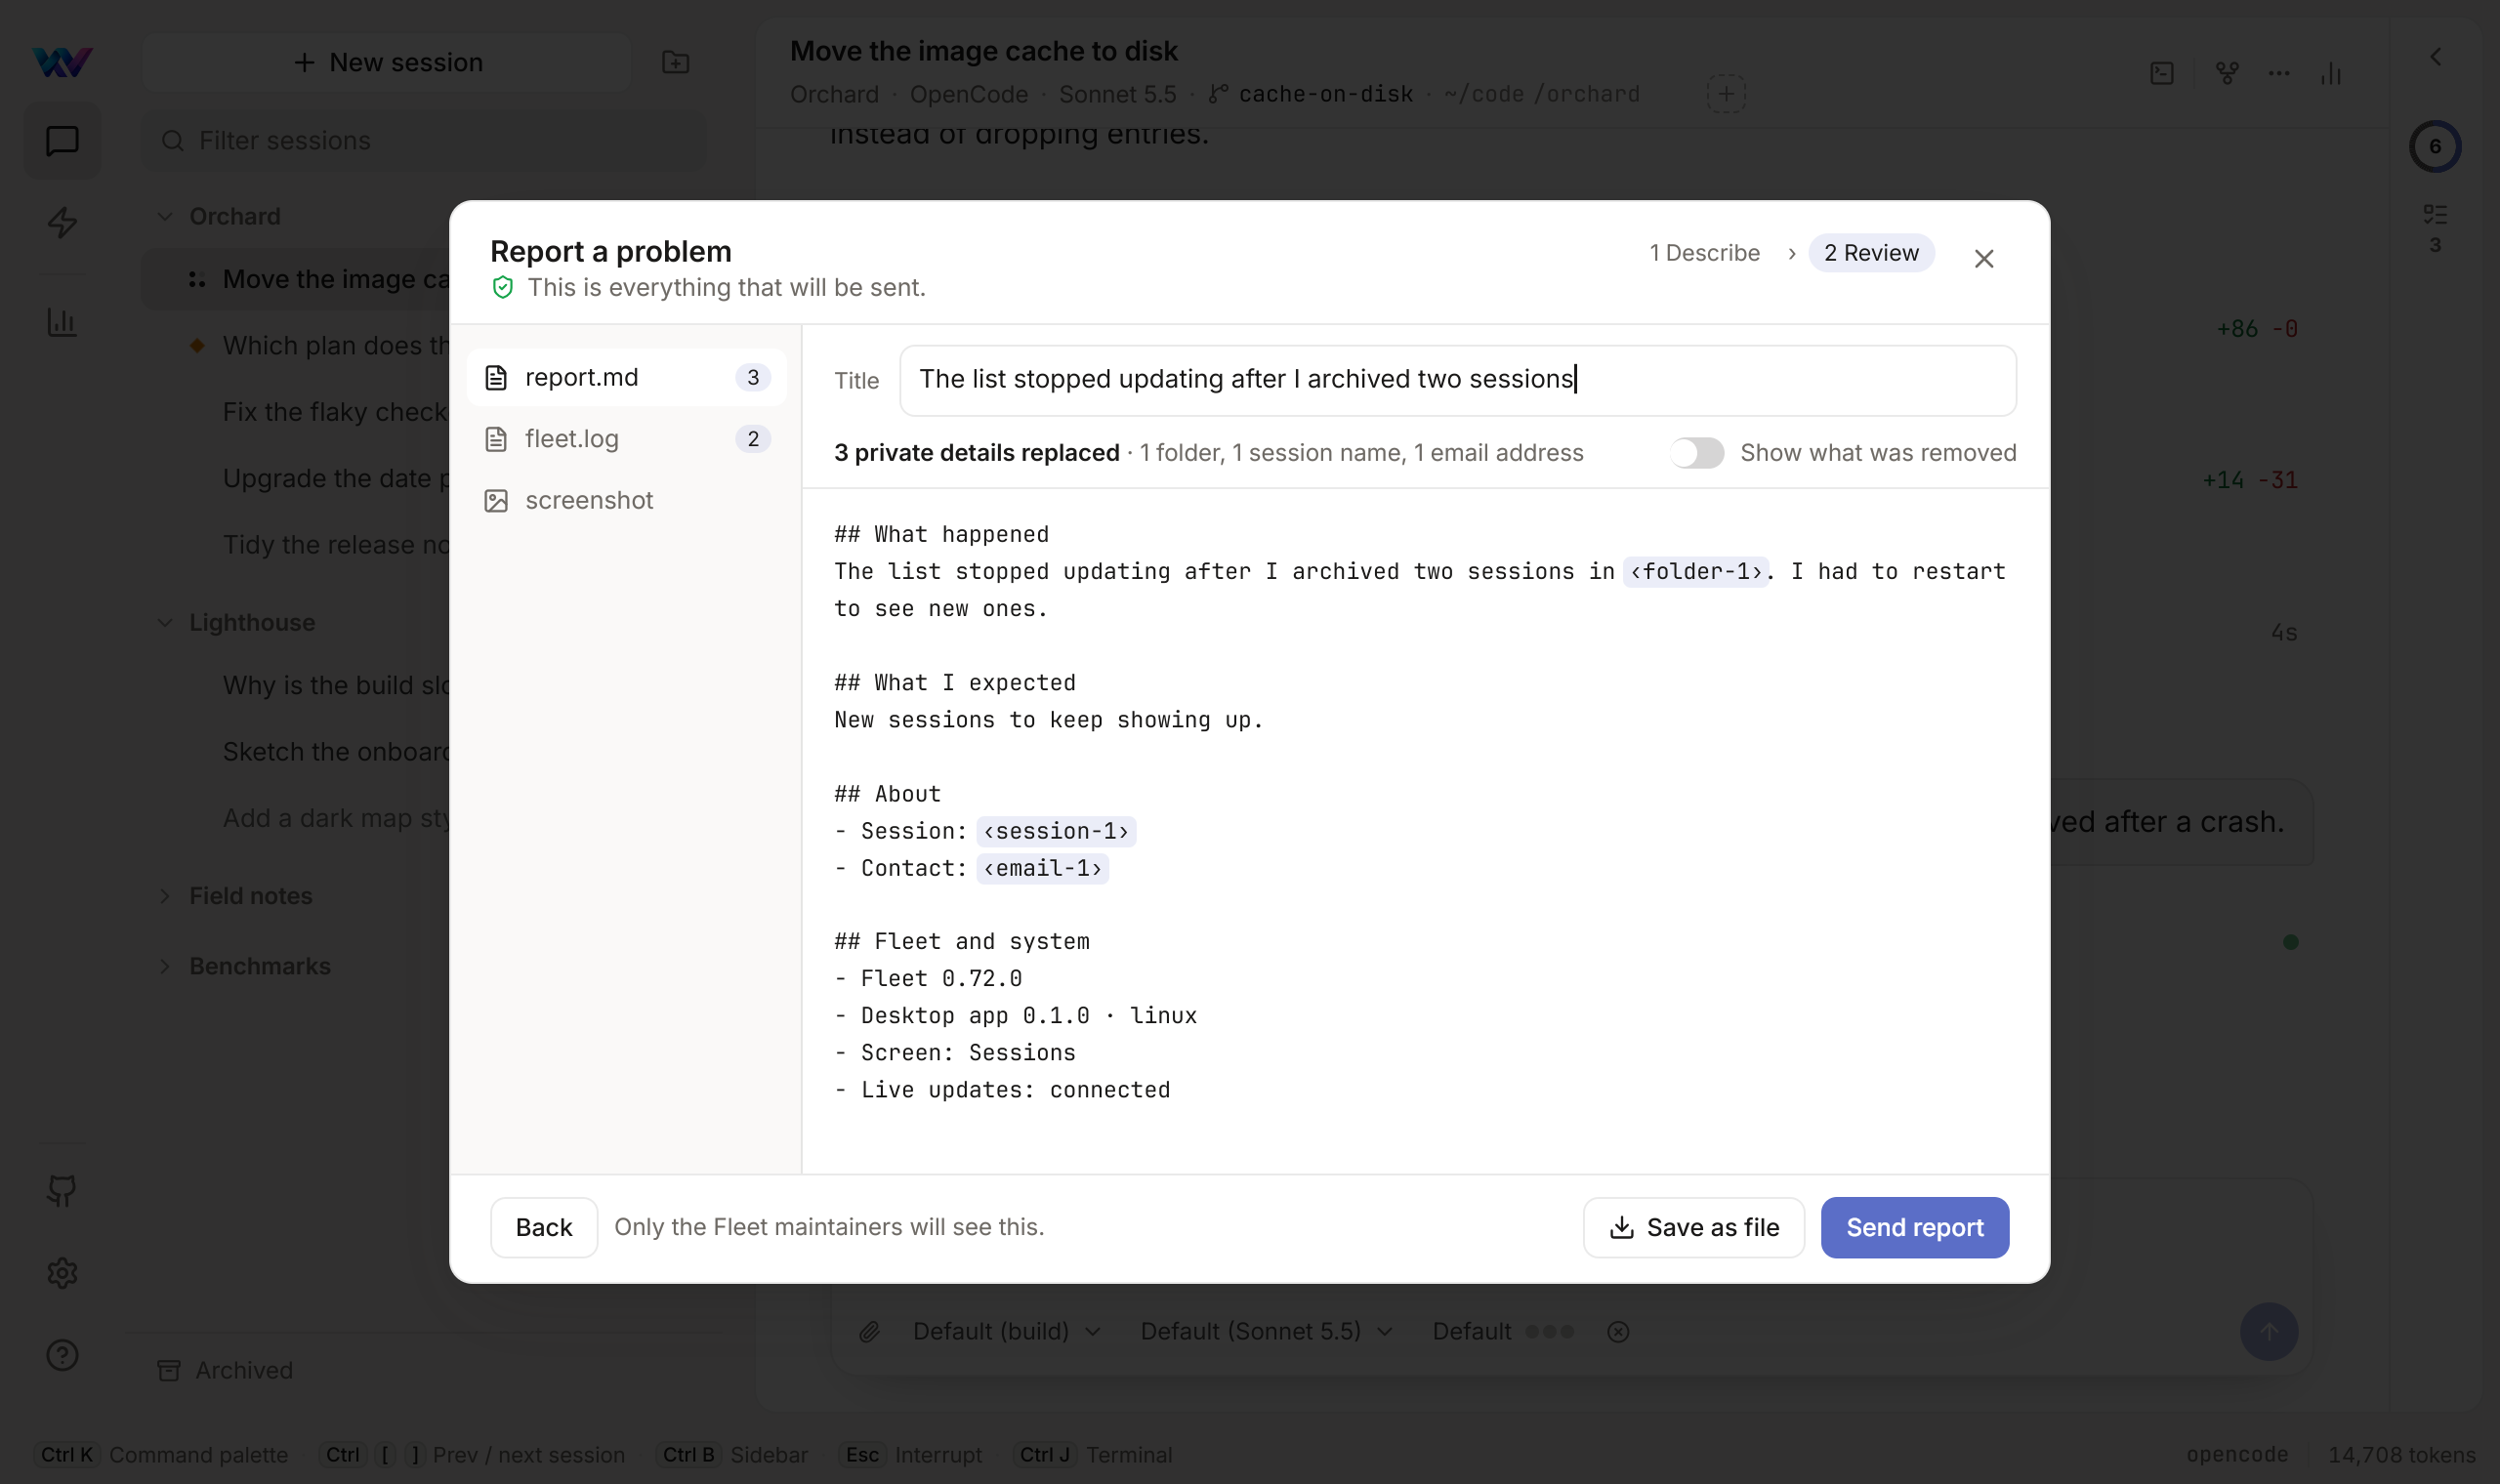 New session
Filter sessions
Orchard
Move the image ca
Which plan does th
Fix the flaky check
Upgrade the date p
Tidy the release no
Lighthouse
Why is the build slo
Sketch the onboard
Add a dark map sty
Field notes
Benchmarks
Archived
Move the image cache to disk
Orchard · OpenCode · Sonnet 5.5 · cache-on-disk · ~/code /orchard
instead of dropping entries.
6
3
+86 -0
+14 -31
4s
ved after a crash.
Report a problem
This is everything that will be sent.
1 Describe › 2 Review
report.md 3
fleet.log 2
screenshot
Title The list stopped updating after I archived two sessions
3 private details replaced · 1 folder, 1 session name, 1 email address
Show what was removed
## What happened
The list stopped updating after I archived two sessions in ‹folder-1›. I had to restart
to see new ones.
## What I expected
New sessions to keep showing up.
## About
- Session: ‹session-1›
- Contact: ‹email-1›
## Fleet and system
- Fleet 0.72.0
- Desktop app 0.1.0 · linux
- Screen: Sessions
- Live updates: connected
Back
Only the Fleet maintainers will see this.
Save as file
Send report
Default (build)
Default (Sonnet 5.5)
Default
Ctrl K Command palette
Ctrl [ ] Prev / next session
Ctrl B Sidebar
Esc Interrupt
Ctrl J Terminal
opencode
14,708 tokens